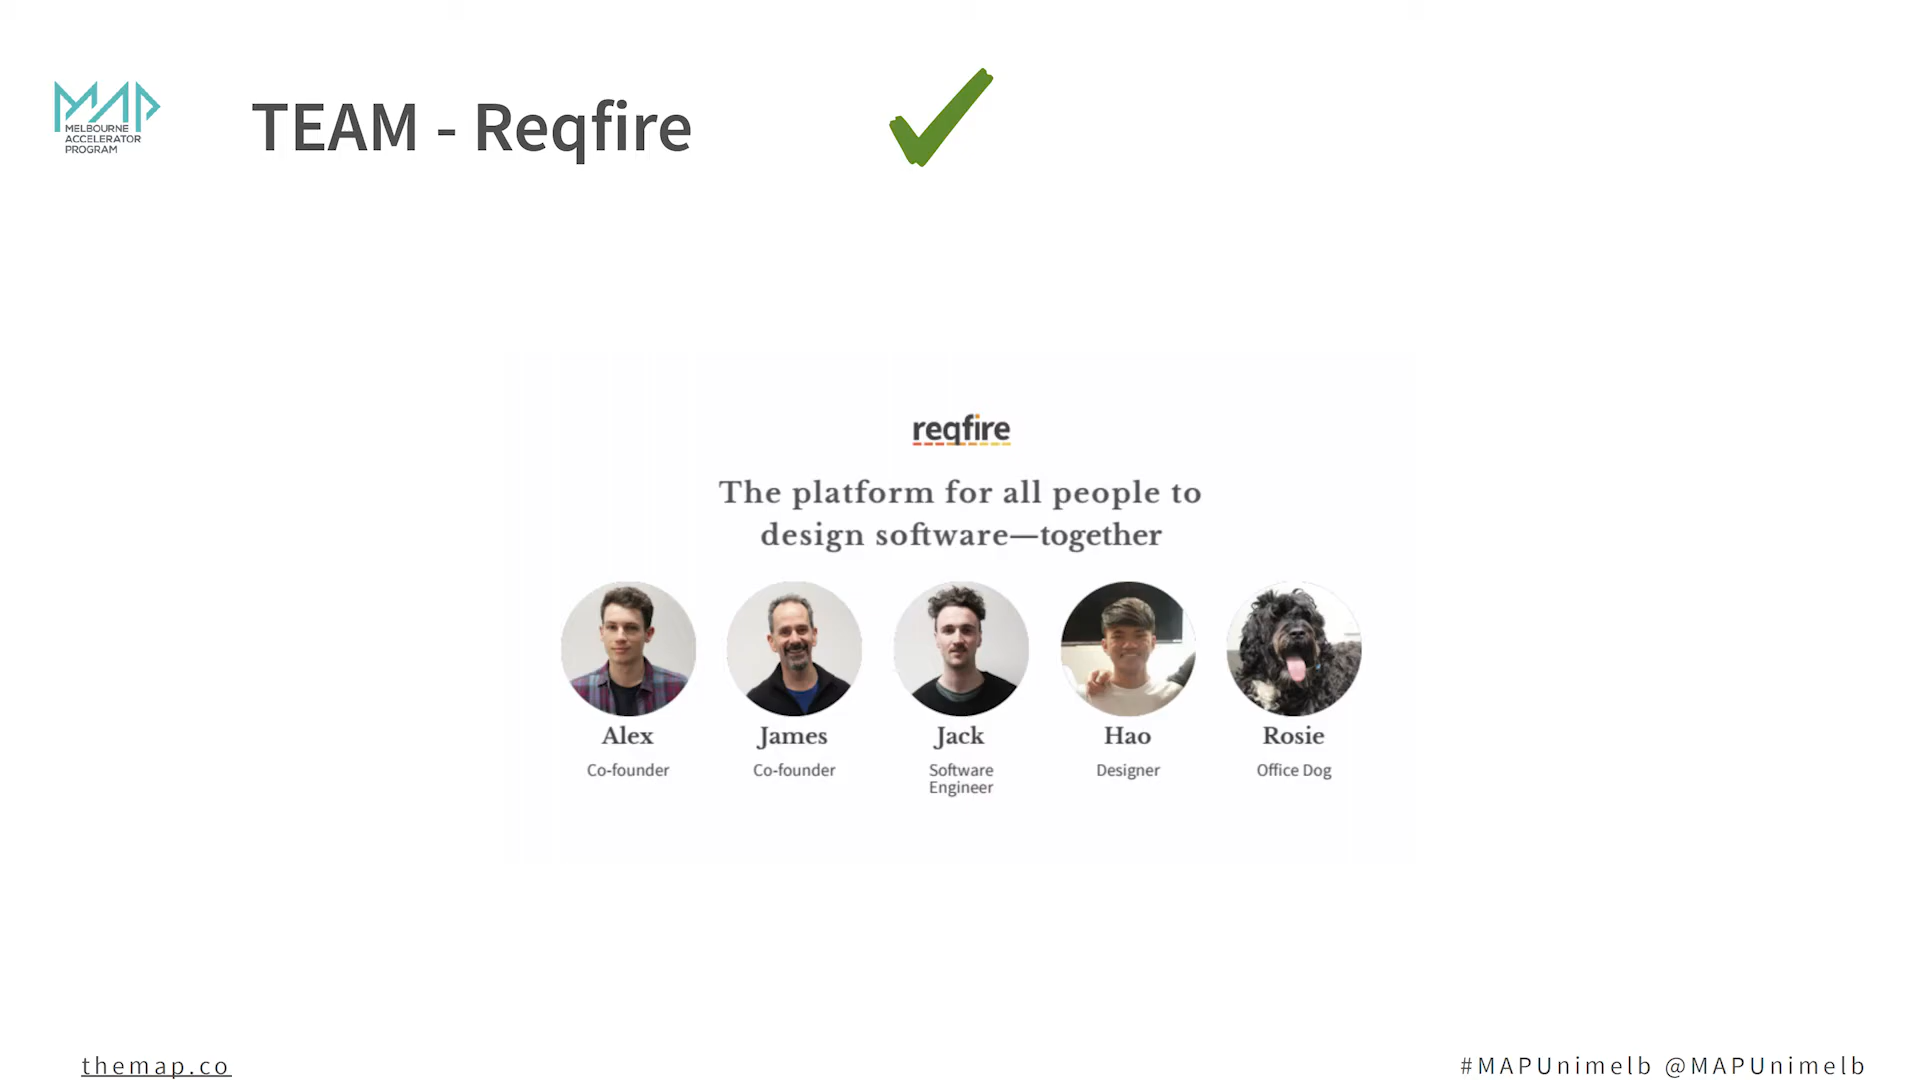 MELBOURNE
ACCELERATOR
PROGRAM
TEAM - Reqfire
reqfire
The platform for all people to
design software—together
Alex
James
Jack
Hao
Rosie
Co-founder
Co-founder
Software
Engineer
Designer
Office Dog
themap.co
#MAPUnimelb @MAPUnimelb